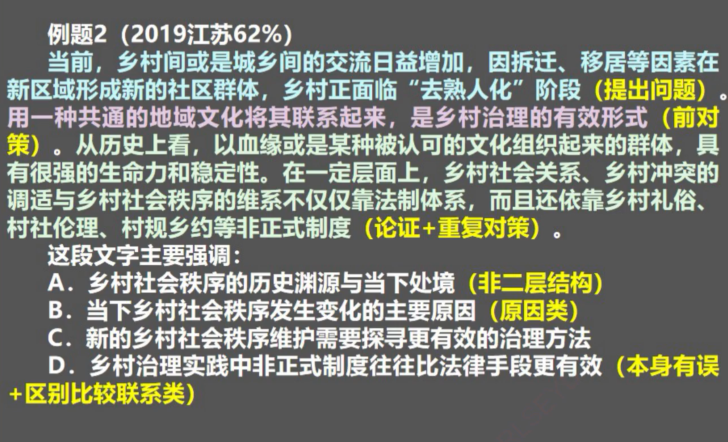 例题2（2019江苏62%）
当前，乡村间或是城乡间的交流日益增加，因拆迁、移居等因素在
新区域形成新的社区群体，乡村正面临“去熟人化”阶段（提出问题）。
用一种共通的地域文化将其联系起来，是乡村治理的有效形式（前对
策）。从历史上看，以血缘或是某种被认可的文化组织起来的群体，具
有很强的生命力和稳定性。在一定层面上，乡村社会关系、乡村冲突的
调适与乡村社会秩序的维系不仅仅靠法制体系，而且还依靠乡村礼俗、
村社伦理、村规乡约等非正式制度（论证+重复对策）。
这段文字主要强调：
A．乡村社会秩序的历史渊源与当下处境（非二层结构）
B．当下乡村社会秩序发生变化的主要原因（原因类）
C．新的乡村社会秩序维护需要探寻更有效的治理方法
D．乡村治理实践中非正式制度往往比法律手段更有效（本身有误
+区别比较联系类）